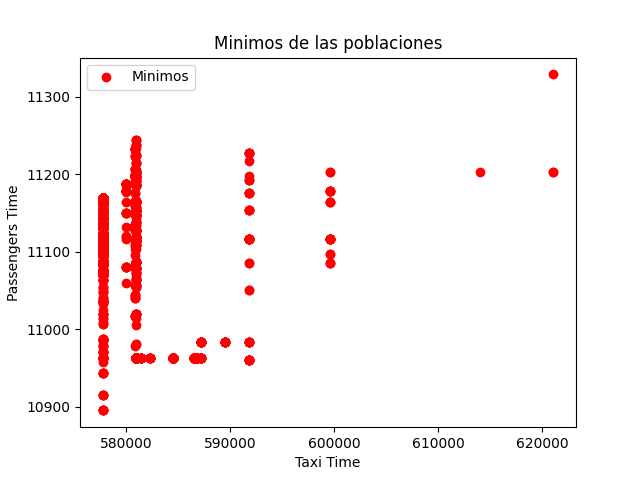 Minimos de las poblaciones
Minimos
Passengers Time
11300
11200
11100
11000
10900
580000 590000 600000 610000 620000
Taxi Time